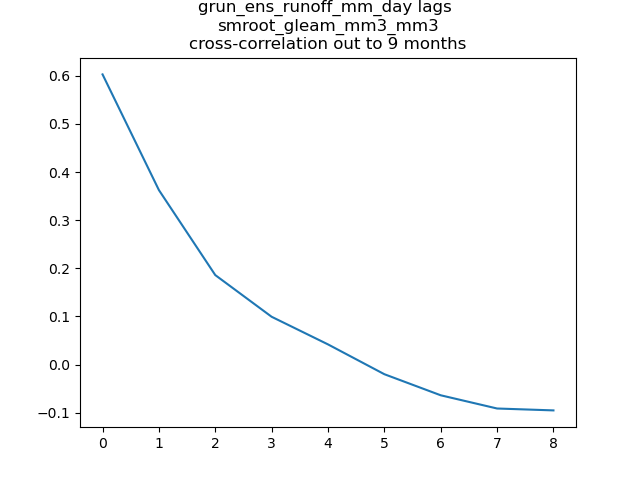 grun_ens_runoff_mm_day lags
smroot_gleam_mm3_mm3
cross-correlation out to 9 months
0.6
0.5
0.4
0.3
0.2
0.1
0.0
−0.1
0 1 2 3 4 5 6 7 8